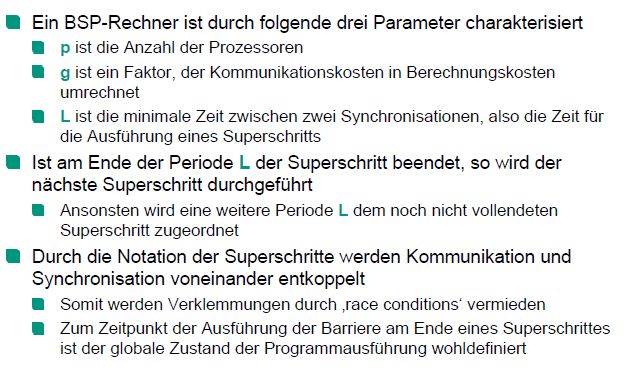 Ein BSP-Rechner ist durch folgende drei Parameter charakterisiert
p ist die Anzahl der Prozessoren
g ist ein Faktor, der Kommunikationskosten in Berechnungskosten
umrechnet
L ist die minimale Zeit zwischen zwei Synchronisationen, also die Zeit für
die Ausführung eines Superschritts
Ist am Ende der Periode L der Superschritt beendet, so wird der
nächste Superschritt durchgeführt
Ansonsten wird eine weitere Periode L dem noch nicht vollendeten
Superschritt zugeordnet
Durch die Notation der Superschritte werden Kommunikation und
Synchronisation voneinander entkoppelt
Somit werden Verklemmungen durch ‚race conditions‘ vermieden
Zum Zeitpunkt der Ausführung der Barriere am Ende eines Superschrittes
ist der globale Zustand der Programmausführung wohldefiniert